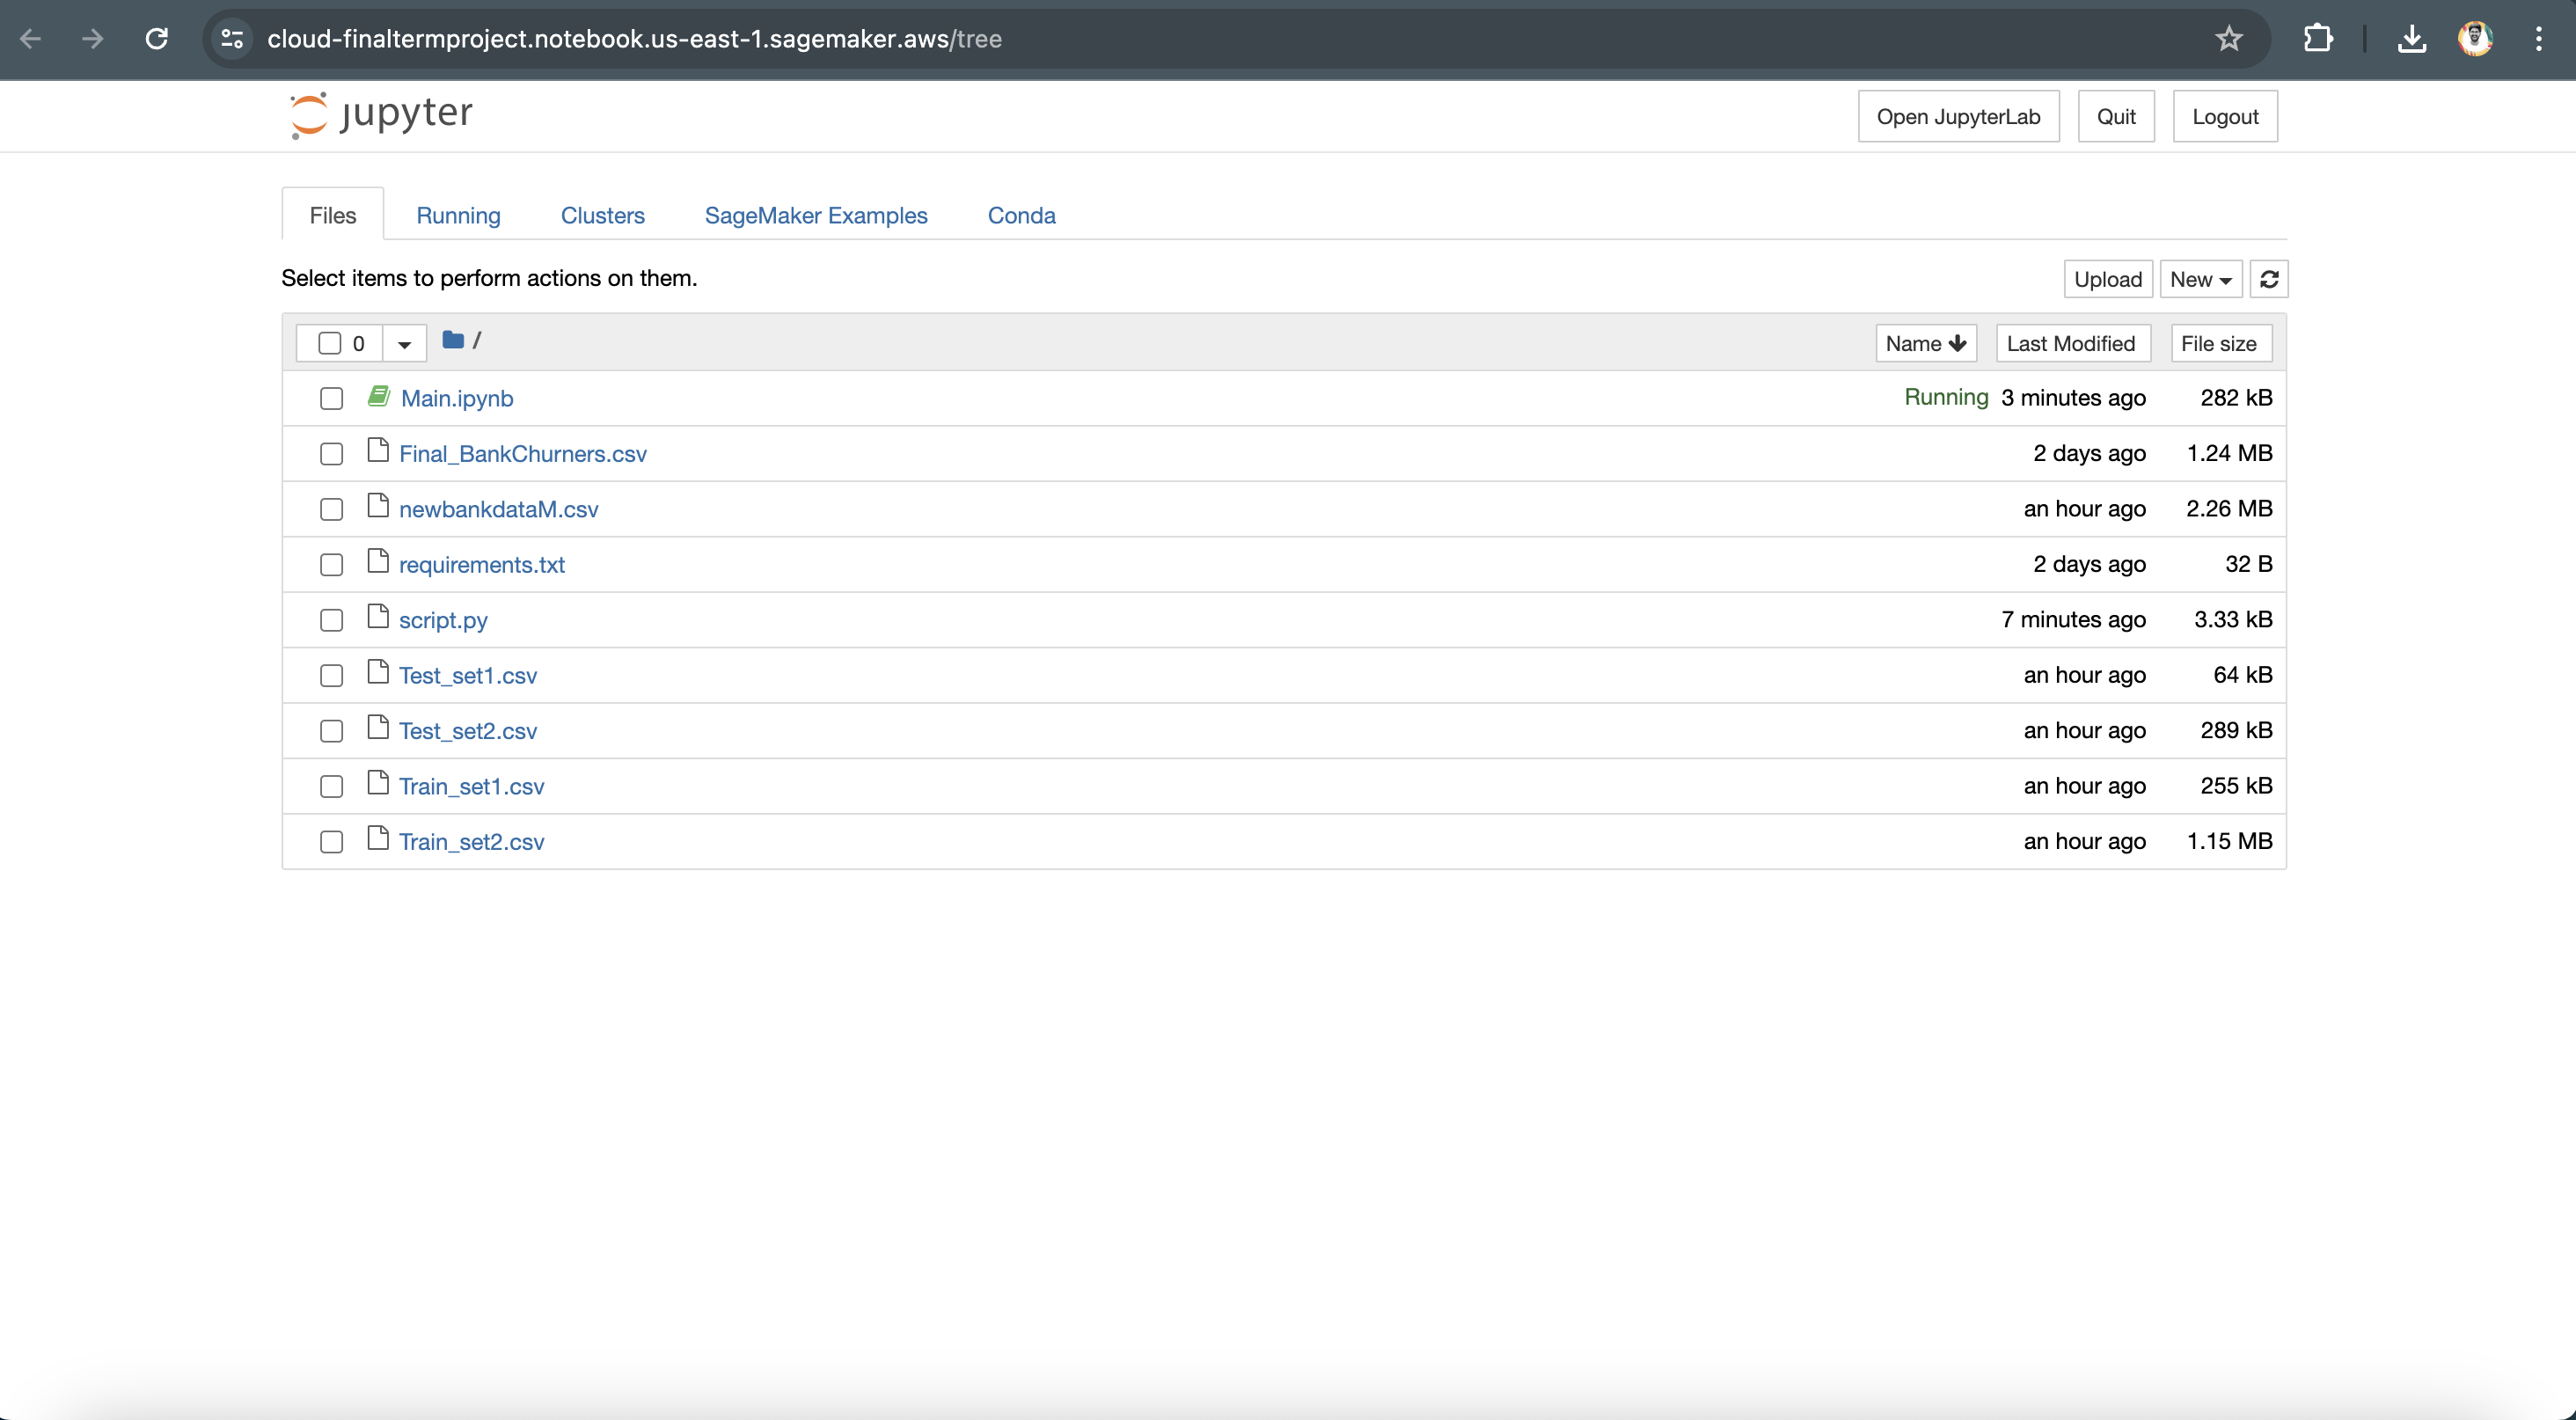 cloud-finaltermproject.notebook.us-east-1.sagemaker.aws/tree
jupyter
Open JupyterLab Quit Logout
Files Running Clusters SageMaker Examples Conda
Select items to perform actions on them.
Upload New
0 / Name Last Modified File size
Main.ipynb Running 3 minutes ago 282 kB
Final_BankChurners.csv 2 days ago 1.24 MB
newbankdataM.csv an hour ago 2.26 MB
requirements.txt 2 days ago 32 B
script.py 7 minutes ago 3.33 kB
Test_set1.csv an hour ago 64 kB
Test_set2.csv an hour ago 289 kB
Train_set1.csv an hour ago 255 kB
Train_set2.csv an hour ago 1.15 MB